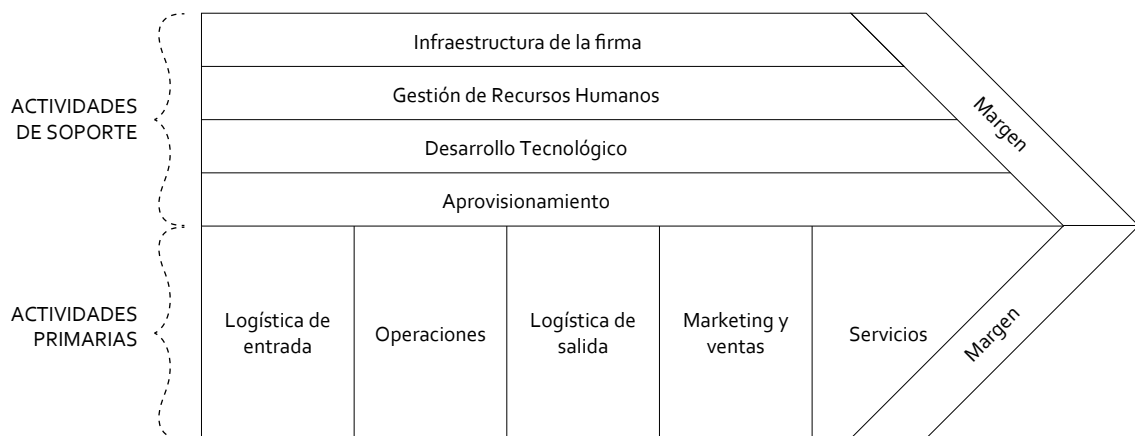 Infraestructura de la firma
Gestión de Recursos Humanos
Desarrollo Tecnológico
Aprovisionamiento
ACTIVIDADES
DE SOPORTE
Margen
ACTIVIDADES
PRIMARIAS
Logística de
entrada
Operaciones
Logística de
salida
Marketing y
ventas
Servicios
Margen